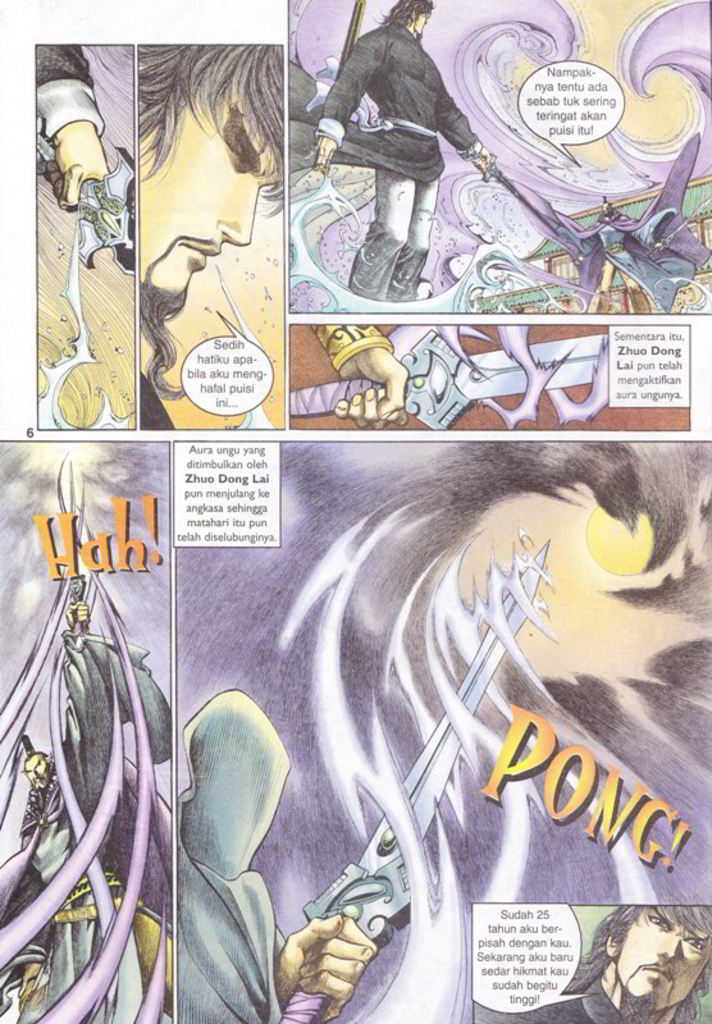 Nampak-
nya tentu ada
sebab tuk sering
teringat akan
puisi itu!
Sedih
hatiku apa-
bila aku meng-
hafal puisi
ini...
Sementara itu,
Zhuo Dong
Lai pun telah
mengaktifkan
aura ungunya.
6
Hah!
Aura ungu yang
ditimbulkan oleh
Zhuo Dong Lai
pun menjulang ke
angkasa sehingga
matahari itu pun
telah diselubunginya.
PONG!
Sudah 25
tahun aku ber-
pisah dengan kau.
Sekarang aku baru
sedar hikmat kau
sudah begitu
tinggi!